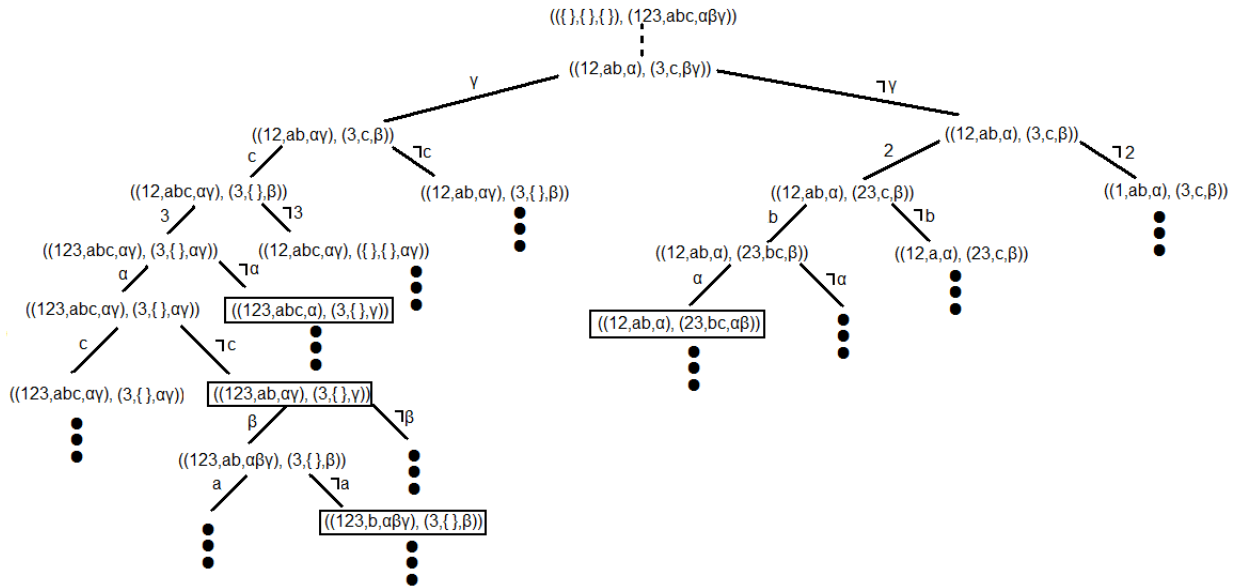 (({ },{ },{ }), (123,abc,αβγ))
((12,ab,α), (3,c,βγ))
γ
¬γ
((12,ab,αγ), (3,c,β))
((12,ab,α), (3,c,β))
c
¬c
2
¬2
((12,abc,αγ), (3,{ },β))
((12,ab,αγ), (3,{ },β))
((12,ab,α), (23,c,β))
((1,ab,α), (3,c,β))
3
¬3
b
¬b
((123,abc,αγ), (3,{ },αγ))
((12,abc,αγ), ({ },{ },αγ))
((12,ab,α), (23,bc,β))
((12,a,α), (23,c,β))
α
¬α
α
¬α
((123,abc,αγ), (3,{ },αγ))
((123,abc,α), (3,{ },γ))
((12,ab,α), (23,bc,αβ))
c
¬c
((123,abc,αγ), (3,{ },αγ))
((123,ab,αγ), (3,{ },γ))
β
¬β
((123,ab,αβγ), (3,{ },β))
a
¬a
((123,b,αβγ), (3,{ },β))